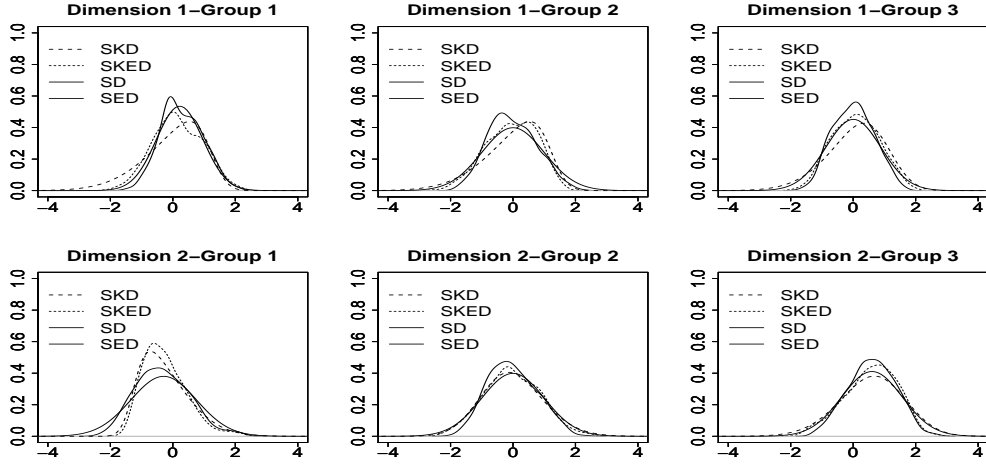 Dimension 1−Group 1
1.0
0.8
0.6
0.4
0.2
0.0
SKD
SKED
SD
SED
−4 −2 0 2 4
Dimension 1−Group 2
1.0
0.8
0.6
0.4
0.2
0.0
SKD
SKED
SD
SED
−4 −2 0 2 4
Dimension 1−Group 3
1.0
0.8
0.6
0.4
0.2
0.0
SKD
SKED
SD
SED
−4 −2 0 2 4
Dimension 2−Group 1
1.0
0.8
0.6
0.4
0.2
0.0
SKD
SKED
SD
SED
−4 −2 0 2 4
Dimension 2−Group 2
1.0
0.8
0.6
0.4
0.2
0.0
SKD
SKED
SD
SED
−4 −2 0 2 4
Dimension 2−Group 3
1.0
0.8
0.6
0.4
0.2
0.0
SKD
SKED
SD
SED
−4 −2 0 2 4